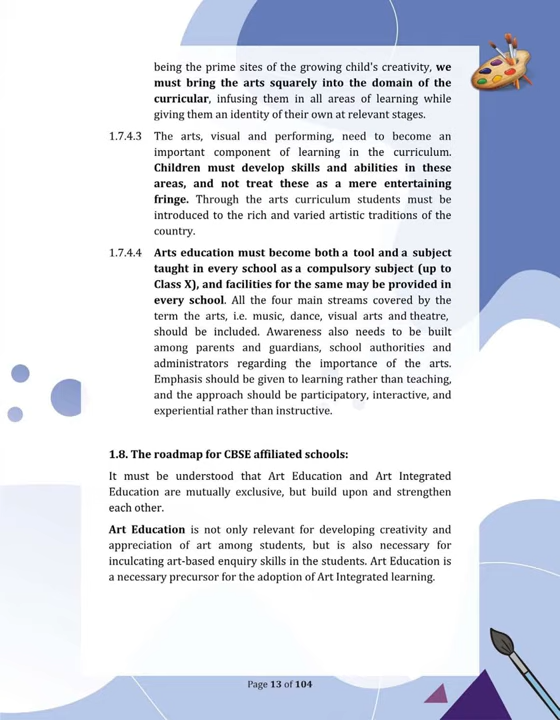 being the prime sites of the growing child's creativity, we
must bring the arts squarely into the domain of the
curricular, infusing them in all areas of learning while
giving them an identity of their own at relevant stages.
1.7.4.3 The arts, visual and performing, need to become an
important component of learning in the curriculum.
Children must develop skills and abilities in these
areas, and not treat these as a mere entertaining
fringe. Through the arts curriculum students must be
introduced to the rich and varied artistic traditions of the
country.
1.7.4.4 Arts education must become both a tool and a subject
taught in every school as a compulsory subject (up to
Class X), and facilities for the same may be provided in
every school. All the four main streams covered by the
term the arts, i.e. music, dance, visual arts and theatre,
should be included. Awareness also needs to be built
among parents and guardians, school authorities and
administrators regarding the importance of the arts.
Emphasis should be given to learning rather than teaching,
and the approach should be participatory, interactive, and
experiential rather than instructive.
1.8. The roadmap for CBSE affiliated schools:
It must be understood that Art Education and Art Integrated
Education are mutually exclusive, but build upon and strengthen
each other.
Art Education is not only relevant for developing creativity and
appreciation of art among students, but is also necessary for
inculcating art-based enquiry skills in the students. Art Education is
a necessary precursor for the adoption of Art Integrated learning.
Page 13 of 104